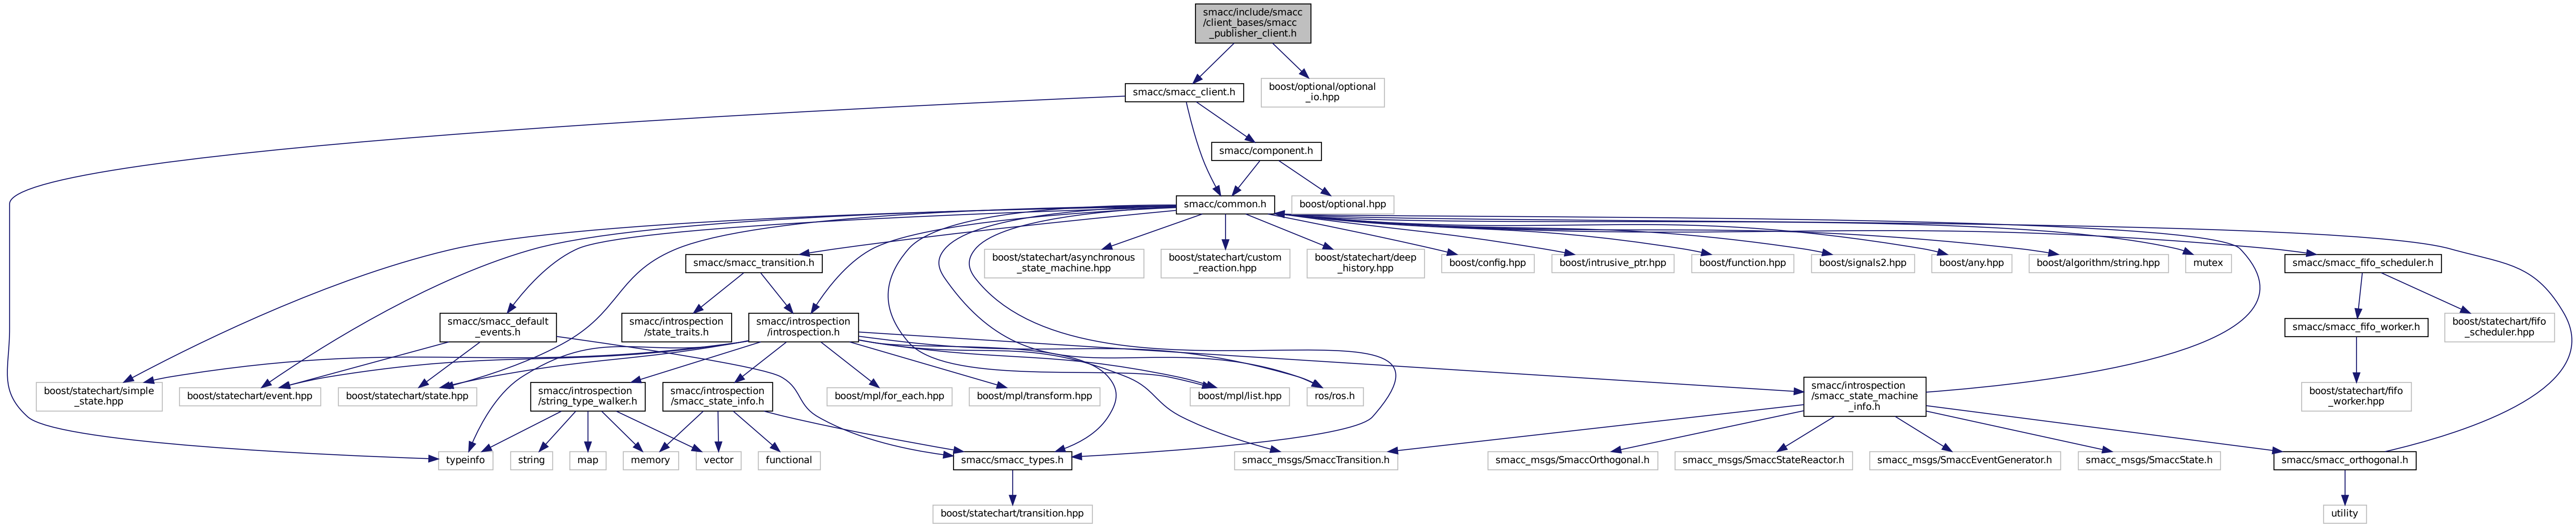 smacc/include/smacc
/client_bases/smacc
_publisher_client.h
smacc/smacc_client.h
boost/optional/optional
_io.hpp
smacc/component.h
smacc/common.h
boost/optional.hpp
smacc/smacc_transition.h
boost/statechart/asynchronous
_state_machine.hpp
boost/statechart/custom
_reaction.hpp
boost/statechart/deep
_history.hpp
boost/config.hpp
boost/intrusive_ptr.hpp
boost/function.hpp
boost/signals2.hpp
boost/any.hpp
boost/algorithm/string.hpp
mutex
smacc/smacc_fifo_scheduler.h
smacc/smacc_default
_events.h
smacc/introspection
/state_traits.h
smacc/introspection
/introspection.h
smacc/smacc_fifo_worker.h
boost/statechart/fifo
_scheduler.hpp
boost/statechart/simple
_state.hpp
boost/statechart/event.hpp
boost/statechart/state.hpp
smacc/introspection
/string_type_walker.h
smacc/introspection
/smacc_state_info.h
boost/mpl/for_each.hpp
boost/mpl/transform.hpp
boost/mpl/list.hpp
ros/ros.h
smacc/introspection
/smacc_state_machine
_info.h
boost/statechart/fifo
_worker.hpp
typeinfo
string
map
memory
vector
functional
smacc/smacc_types.h
smacc_msgs/SmaccTransition.h
smacc_msgs/SmaccOrthogonal.h
smacc_msgs/SmaccStateReactor.h
smacc_msgs/SmaccEventGenerator.h
smacc_msgs/SmaccState.h
smacc/smacc_orthogonal.h
boost/statechart/transition.hpp
utility